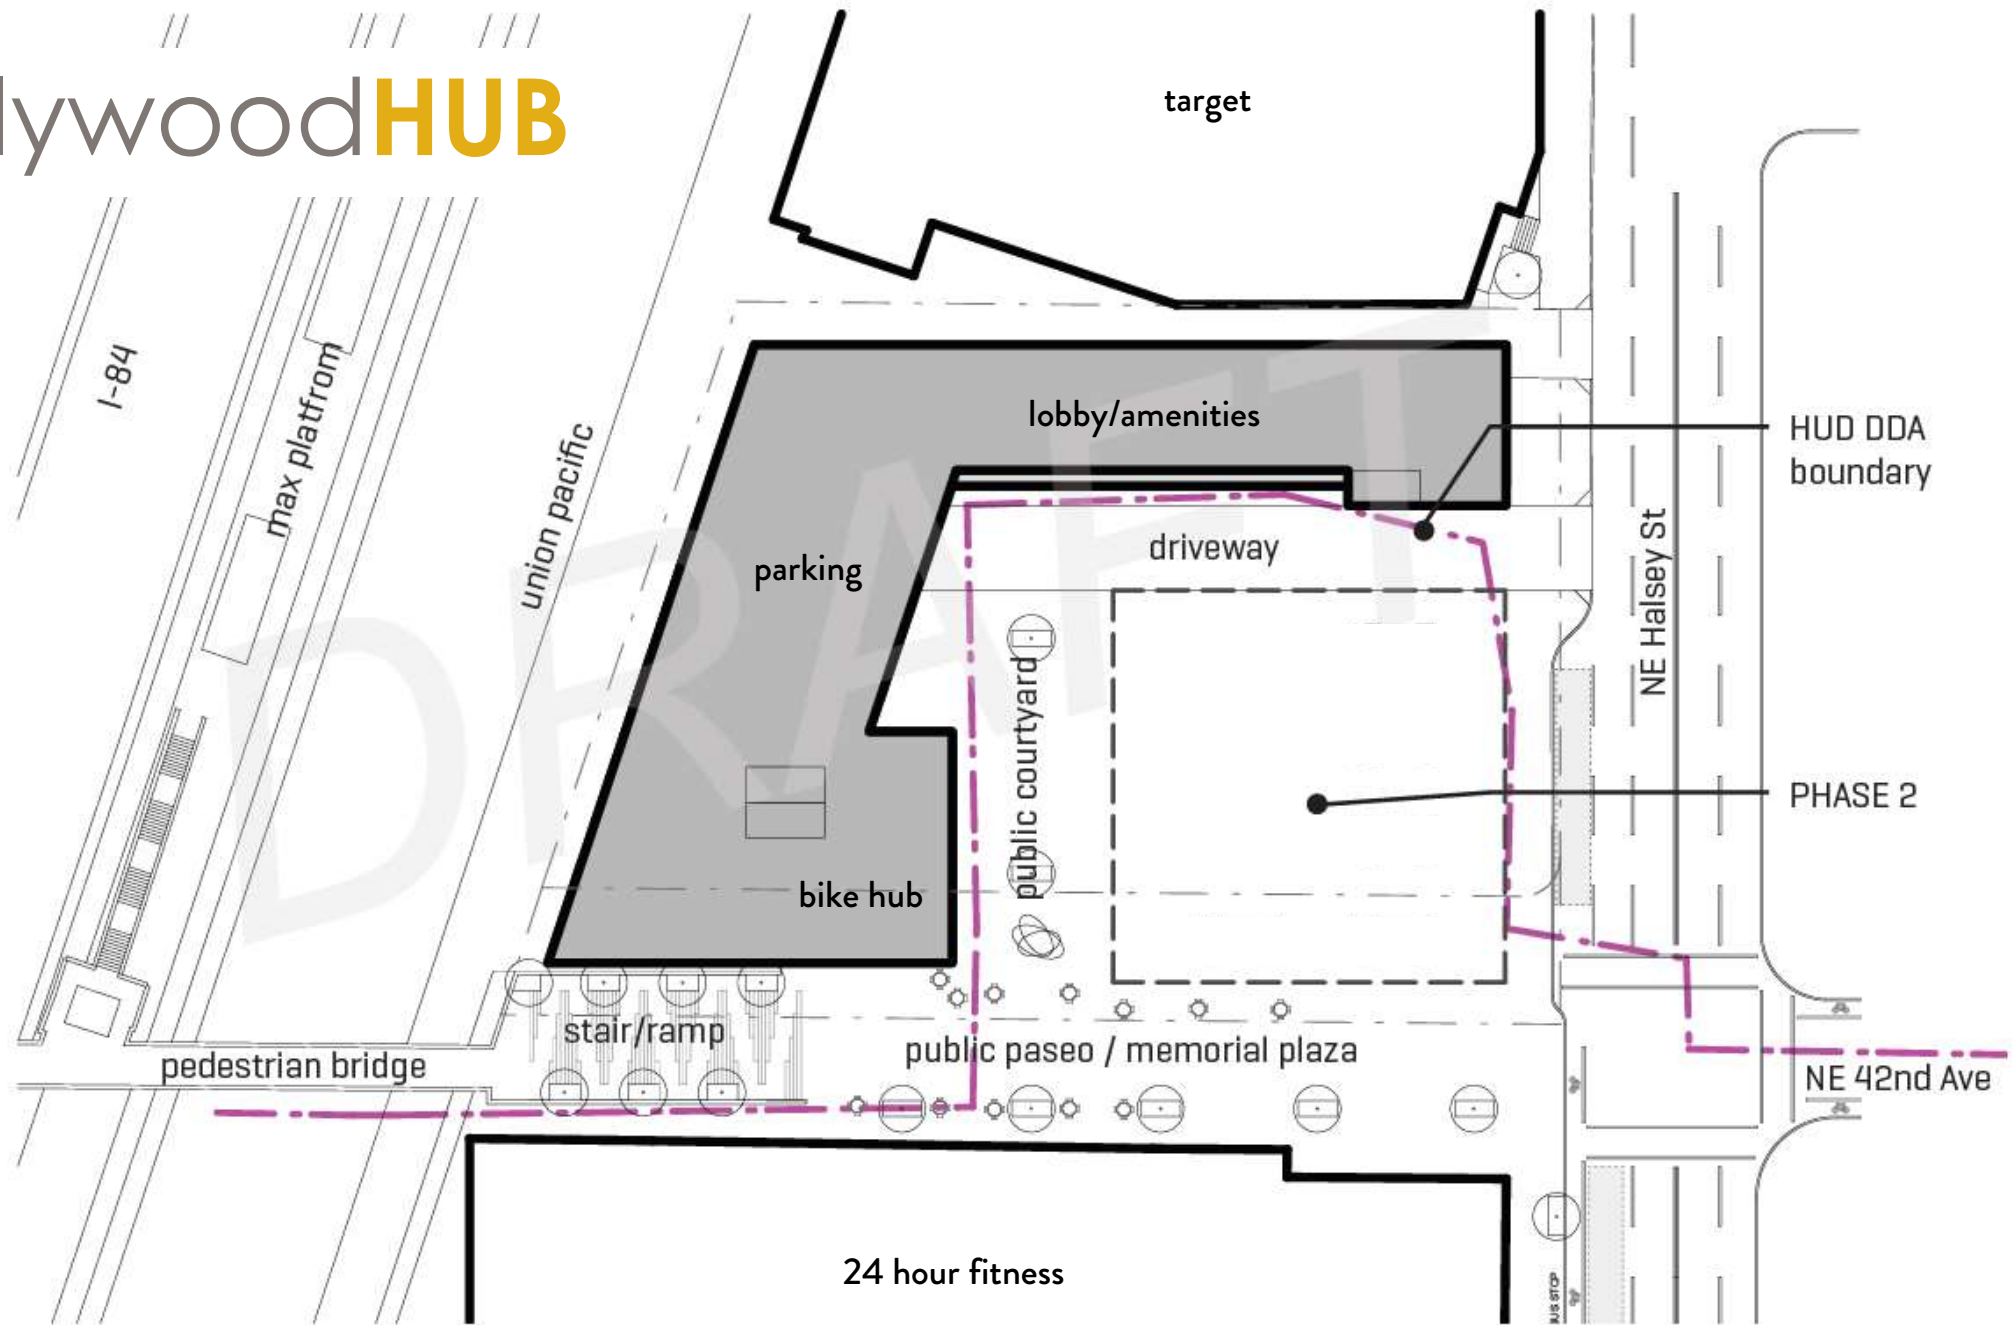 lywoodHUB
target
I-84
max platfrom
union pacific
lobby/amenities
HUD DDA
boundary
parking
driveway
NE Halsey St
public courtyard
PHASE 2
bike hub
stair/ramp
pedestrian bridge
public paseo / memorial plaza
NE 42nd Ave
24 hour fitness
US STOP
DRAFT